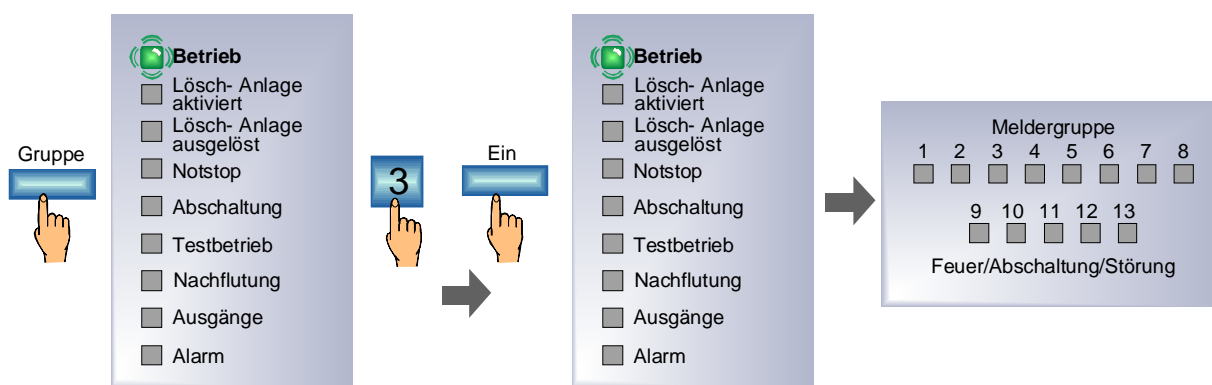 Gruppe
Betrieb
Lösch- Anlage
aktiviert
Lösch- Anlage
ausgelöst
Notstop
Abschaltung
Testbetrieb
Nachflutung
Ausgänge
Alarm
3
Ein
Betrieb
Lösch- Anlage
aktiviert
Lösch- Anlage
ausgelöst
Notstop
Abschaltung
Testbetrieb
Nachflutung
Ausgänge
Alarm
Meldergruppe
1 2 3 4 5 6 7 8
9 10 11 12 13
Feuer/Abschaltung/Störung